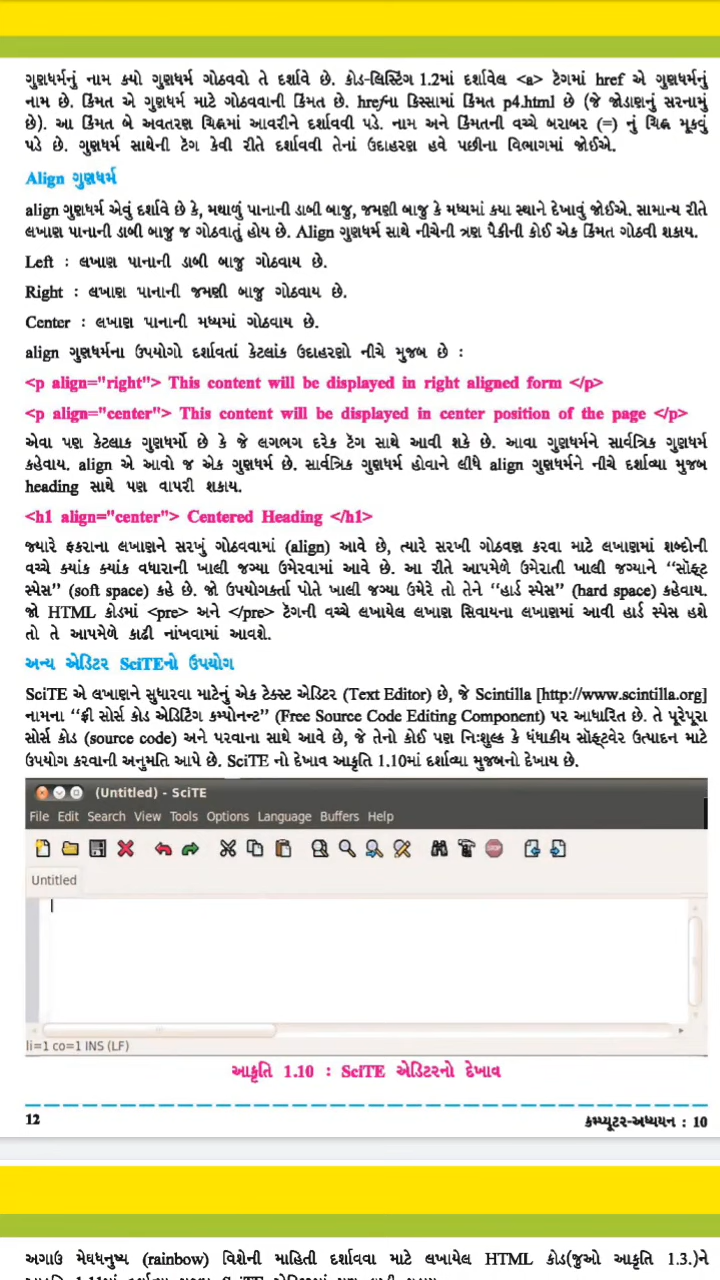 ગુણધર્મનું નામ ક્યો ગુણધર્મ ગોઠવવો તે દર્શાવે છે. કોડ-લિસ્ટિંગ 1.2માં દર્શાવેલ <a> ટૅગમાં href એ ગુણધર્મનું
નામ છે. કિંમત એ ગુણધર્મ માટે ગોઠવવાની કિંમત છે. hrefના કિસ્સામાં કિંમત p4.html છે (જે જોડાણનું સરનામું
છે). આ કિંમત બે અવતરણ ચિહ્નમાં આવરીને દર્શાવવી પડે. નામ અને કિંમતની વચ્ચે બરાબર (=) નું ચિહ્ન મૂકવું
પડે છે. ગુણધર્મ સાથેની ટૅગ કેવી રીતે દર્શાવવી તેનાં ઉદાહરણ હવે પછીના વિભાગમાં જોઈએ.
Align ગુણધર્મ
align ગુણધર્મ એવું દર્શાવે છે કે, મથાળું પાનાની ડાબી બાજુ, જમણી બાજુ કે મધ્યમાં કયા સ્થાને દેખાવું જોઈએ. સામાન્ય રીતે
લખાણ પાનાની ડાબી બાજુ જ ગોઠવાતું હોય છે. Align ગુણધર્મ સાથે નીચેની ત્રણ પૈકીની કોઈ એક કિંમત ગોઠવી શકાય.
Left : લખાણ પાનાની ડાબી બાજુ ગોઠવાય છે.
Right : લખાણ પાનાની જમણી બાજુ ગોઠવાય છે.
Center : લખાણ પાનાની મધ્યમાં ગોઠવાય છે.
align ગુણધર્મના ઉપયોગો દર્શાવતાં કેટલાંક ઉદાહરણો નીચે મુજબ છે :
<p align="right"> This content will be displayed in right aligned form </p>
<p align="center"> This content will be displayed in center position of the page </p>
એવા પણ કેટલાક ગુણધર્મો છે કે જે લગભગ દરેક ટૅગ સાથે આવી શકે છે. આવા ગુણધર્મને સાર્વત્રિક ગુણધર્મ
કહેવાય. align એ આવો જ એક ગુણધર્મ છે. સાર્વત્રિક ગુણધર્મ હોવાને લીધે align ગુણધર્મને નીચે દર્શાવ્યા મુજબ
heading સાથે પણ વાપરી શકાય.
<h1 align="center"> Centered Heading </h1>
જ્યારે ફકરાના લખાણને સરખું ગોઠવવામાં (align) આવે છે, ત્યારે સરખી ગોઠવણ કરવા માટે લખાણમાં શબ્દોની
વચ્ચે ક્યાંક ક્યાંક વધારાની ખાલી જગ્યા ઉમેરવામાં આવે છે. આ રીતે આપમેળે ઉમેરાતી ખાલી જગ્યાને “સૉફ્ટ
સ્પેસ” (soft space) કહે છે. જો ઉપયોગકર્તા પોતે ખાલી જગ્યા ઉમેરે તો તેને “હાર્ડ સ્પેસ” (hard space) કહેવાય.
જો HTML કોડમાં <pre> અને </pre> ટૅગની વચ્ચે લખાયેલ લખાણ સિવાયના લખાણમાં આવી હાર્ડ સ્પેસ હશે
તો તે આપમેળે કાઢી નાંખવામાં આવશે.
અન્ય એડિટર SciTEનો ઉપયોગ
SciTE એ લખાણને સુધારવા માટેનું એક ટેક્સ્ટ એડિટર (Text Editor) છે, જે Scintilla [http://www.scintilla.org]
નામના “ફ્રી સોર્સ કોડ એડિટિંગ કમ્પોનન્ટ” (Free Source Code Editing Component) પર આધારિત છે. તે પૂરેપૂરા
સોર્સ કોડ (source code) અને પરવાના સાથે આવે છે, જે તેનો કોઈ પણ નિઃશુલ્ક કે ધંધાકીય સૉફ્ટવેર ઉત્પાદન માટે
ઉપયોગ કરવાની અનુમતિ આપે છે. SciTE નો દેખાવ આકૃતિ 1.10માં દર્શાવ્યા મુજબનો દેખાય છે.
(Untitled) - SciTE
File Edit Search View Tools Options Language Buffers Help
STOP
Untitled
li=1 co=1 INS (LF)
આકૃતિ 1.10 : SciTE એડિટરનો દેખાવ
12 કમ્પ્યૂટર-અધ્યયન : 10
અગાઉ મેઘધનુષ્ય (rainbow) વિશેની માહિતી દર્શાવવા માટે લખાયેલ HTML કોડ(જુઓ આકૃતિ 1.3.)ને